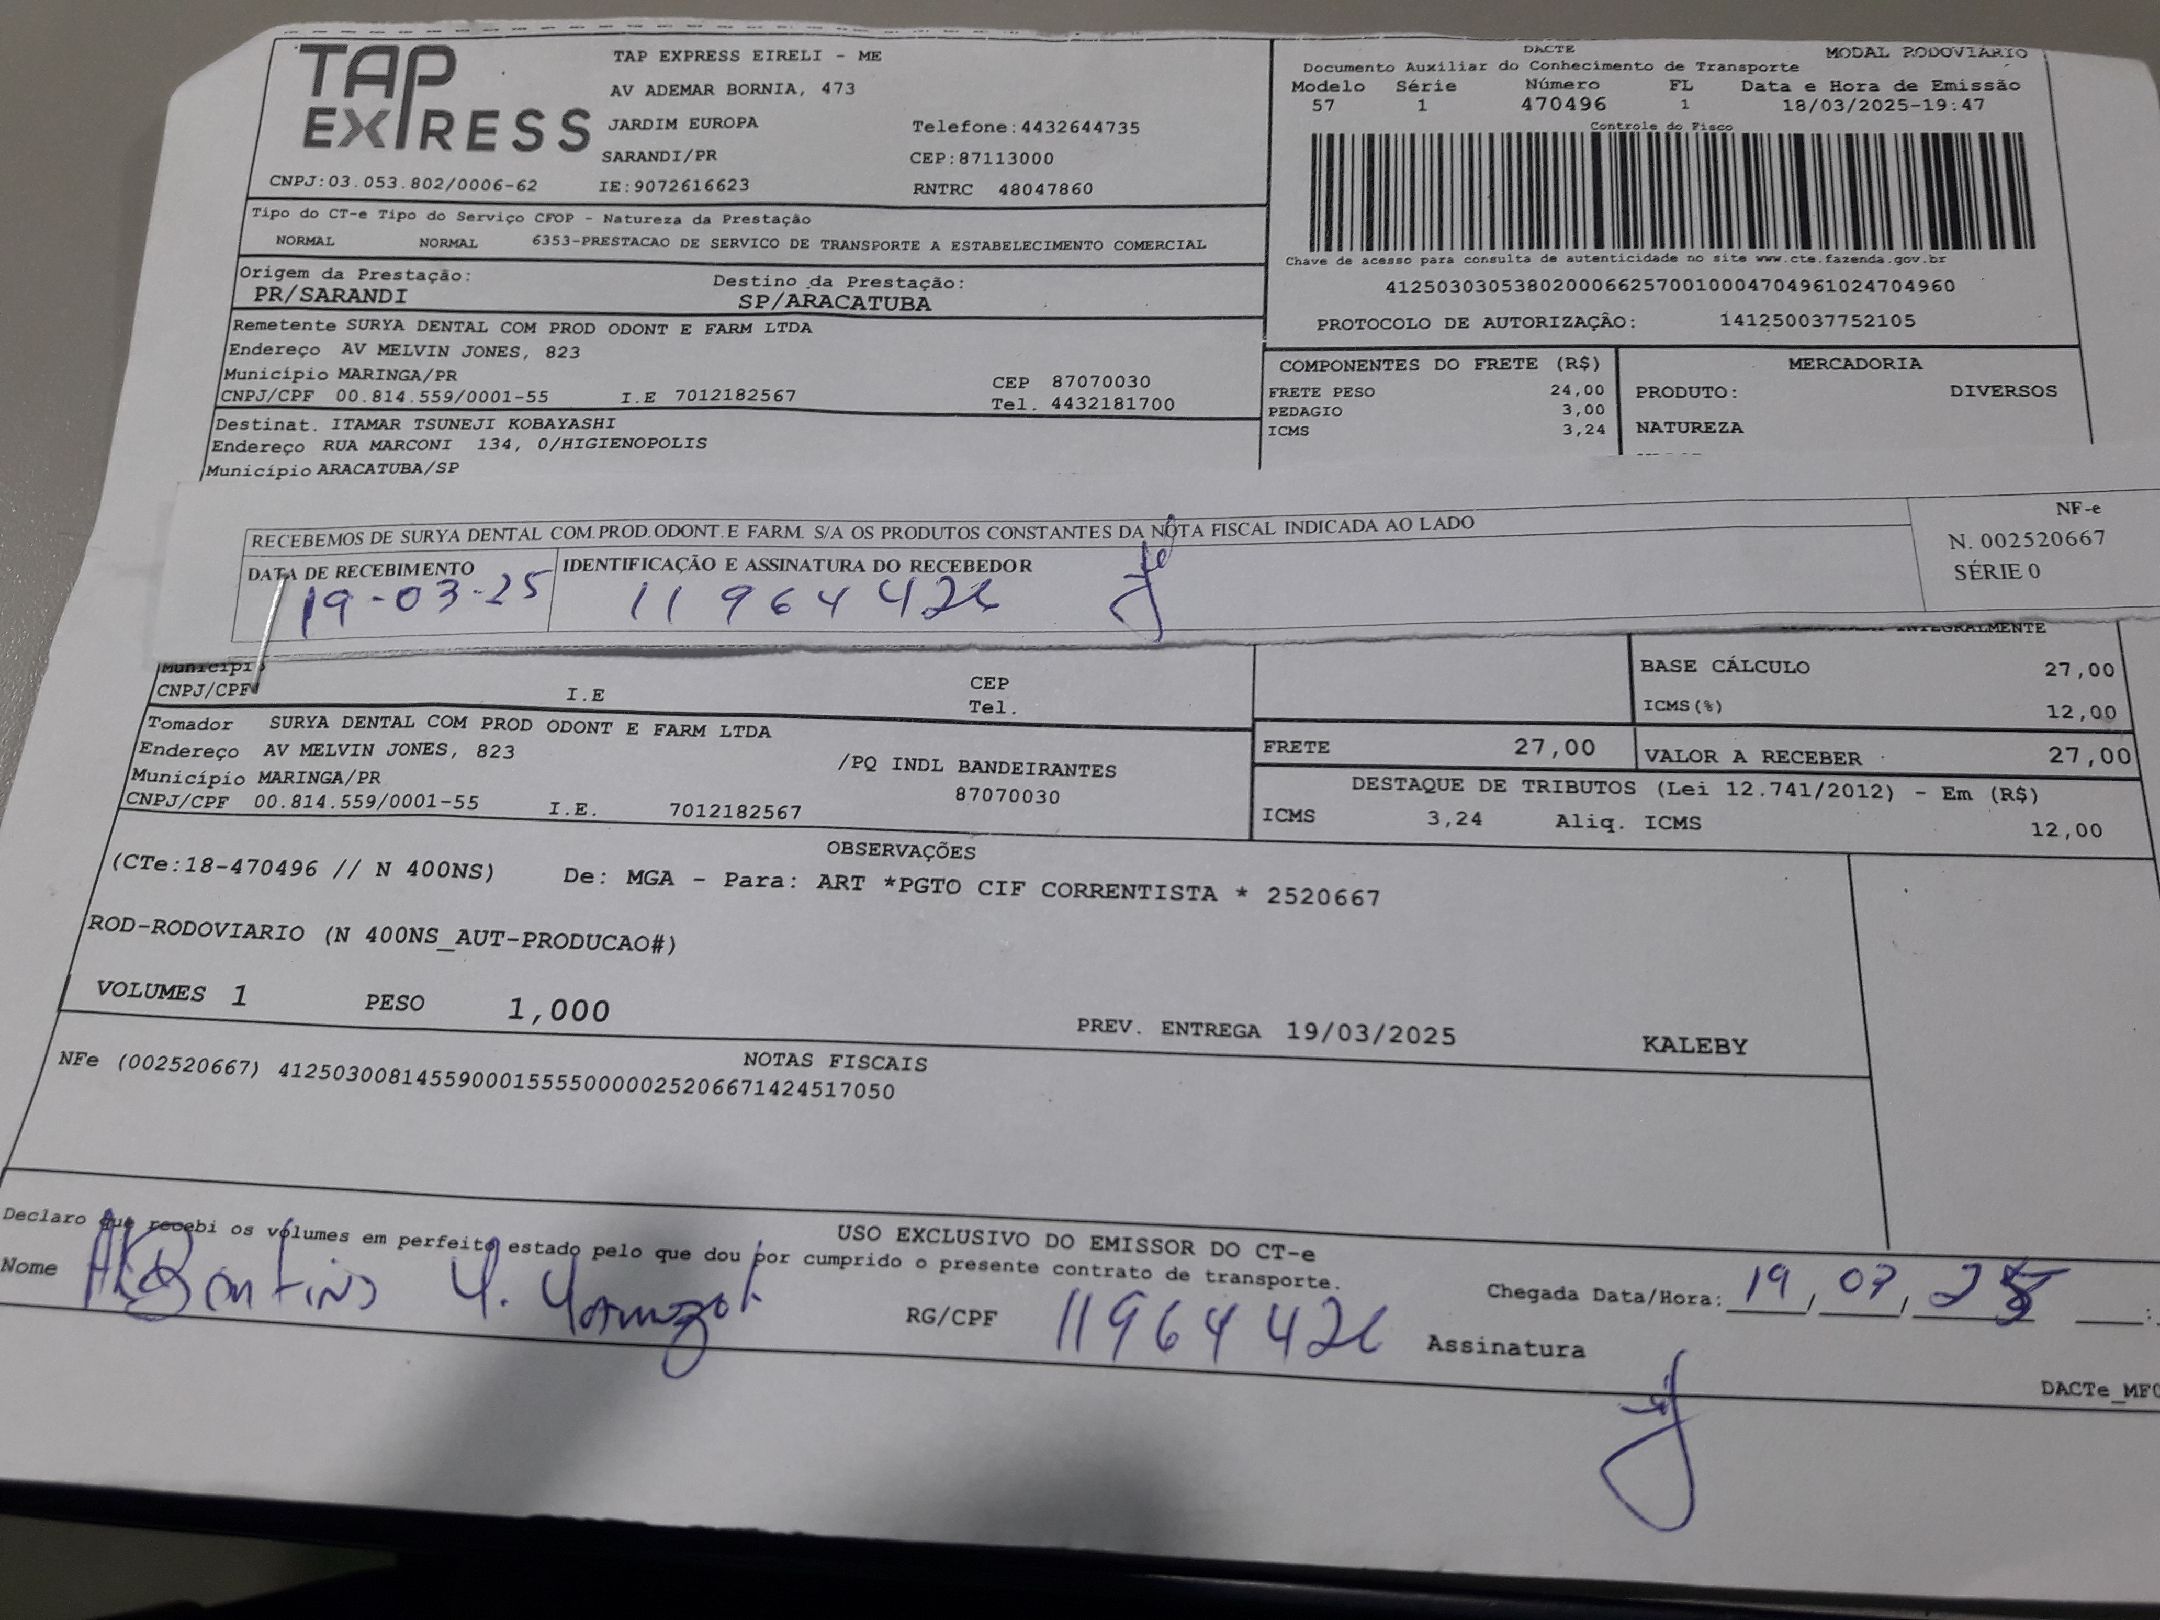 TAP EXPRESS
TAP EXPRESS EIRELI - ME
AV ADEMAR BORNIA, 473
JARDIM EUROPA Telefone:4432644735
SARANDI/PR CEP:87113000
CNPJ:03.053.802/0006-62 IE:9072616623 RNTRC 48047860
DACTE MODAL RODOVIÁRIO
Documento Auxiliar do Conhecimento de Transporte
Modelo Série Número FL Data e Hora de Emissão
57 1 470496 1 18/03/2025-19:47
Controle do Fisco
Chave de acesso para consulta de autenticidade no site www.cte.fazenda.gov.br
41250303053802000662570010004704961024704960
PROTOCOLO DE AUTORIZAÇÃO: 141250037752105
Tipo do CT-e Tipo do Serviço CFOP - Natureza da Prestação
NORMAL NORMAL 6353-PRESTACAO DE SERVICO DE TRANSPORTE A ESTABELECIMENTO COMERCIAL
Origem da Prestação: Destino da Prestação:
PR/SARANDI SP/ARACATUBA
Remetente SURYA DENTAL COM PROD ODONT E FARM LTDA
Endereço AV MELVIN JONES, 823
Município MARINGA/PR CEP 87070030
CNPJ/CPF 00.814.559/0001-55 I.E 7012182567 Tel. 4432181700
Destinat. ITAMAR TSUNEJI KOBAYASHI
Endereço RUA MARCONI 134, 0/HIGIENOPOLIS
Município ARACATUBA/SP
COMPONENTES DO FRETE (R$) MERCADORIA
FRETE PESO 24,00 PRODUTO: DIVERSOS
PEDAGIO 3,00
ICMS 3,24 NATUREZA
RECEBEMOS DE SURYA DENTAL COM.PROD.ODONT.E FARM. S/A OS PRODUTOS CONSTANTES DA NOTA FISCAL INDICADA AO LADO
DATA DE RECEBIMENTO IDENTIFICAÇÃO E ASSINATURA DO RECEBEDOR
19-03-25 11 964 426
NF-e
N. 002520667
SÉRIE 0
INTEGRALMENTE
Município
CNPJ/CPF I.E CEP
Tel.
BASE CÁLCULO 27,00
ICMS(%) 12,00
Tomador SURYA DENTAL COM PROD ODONT E FARM LTDA
Endereço AV MELVIN JONES, 823 /PQ INDL BANDEIRANTES
Município MARINGA/PR 87070030
CNPJ/CPF 00.814.559/0001-55 I.E. 7012182567
FRETE 27,00 VALOR A RECEBER 27,00
DESTAQUE DE TRIBUTOS (Lei 12.741/2012) - Em (R$)
ICMS 3,24 Aliq. ICMS 12,00
OBSERVAÇÕES
(CTe:18-470496 // N 400NS) De: MGA - Para: ART *PGTO CIF CORRENTISTA * 2520667
ROD-RODOVIARIO (N 400NS_AUT-PRODUCAO#)
VOLUMES 1 PESO 1,000 PREV. ENTREGA 19/03/2025 KALEBY
NOTAS FISCAIS
NFe (002520667) 41250300814559000155550000025206671424517050
USO EXCLUSIVO DO EMISSOR DO CT-e
Declaro que recebi os volumes em perfeito estado pelo que dou por cumprido o presente contrato de transporte.
Nome RG/CPF 11964426 Chegada Data/Hora: 19/03/25 :
Assinatura
DACTe_MF